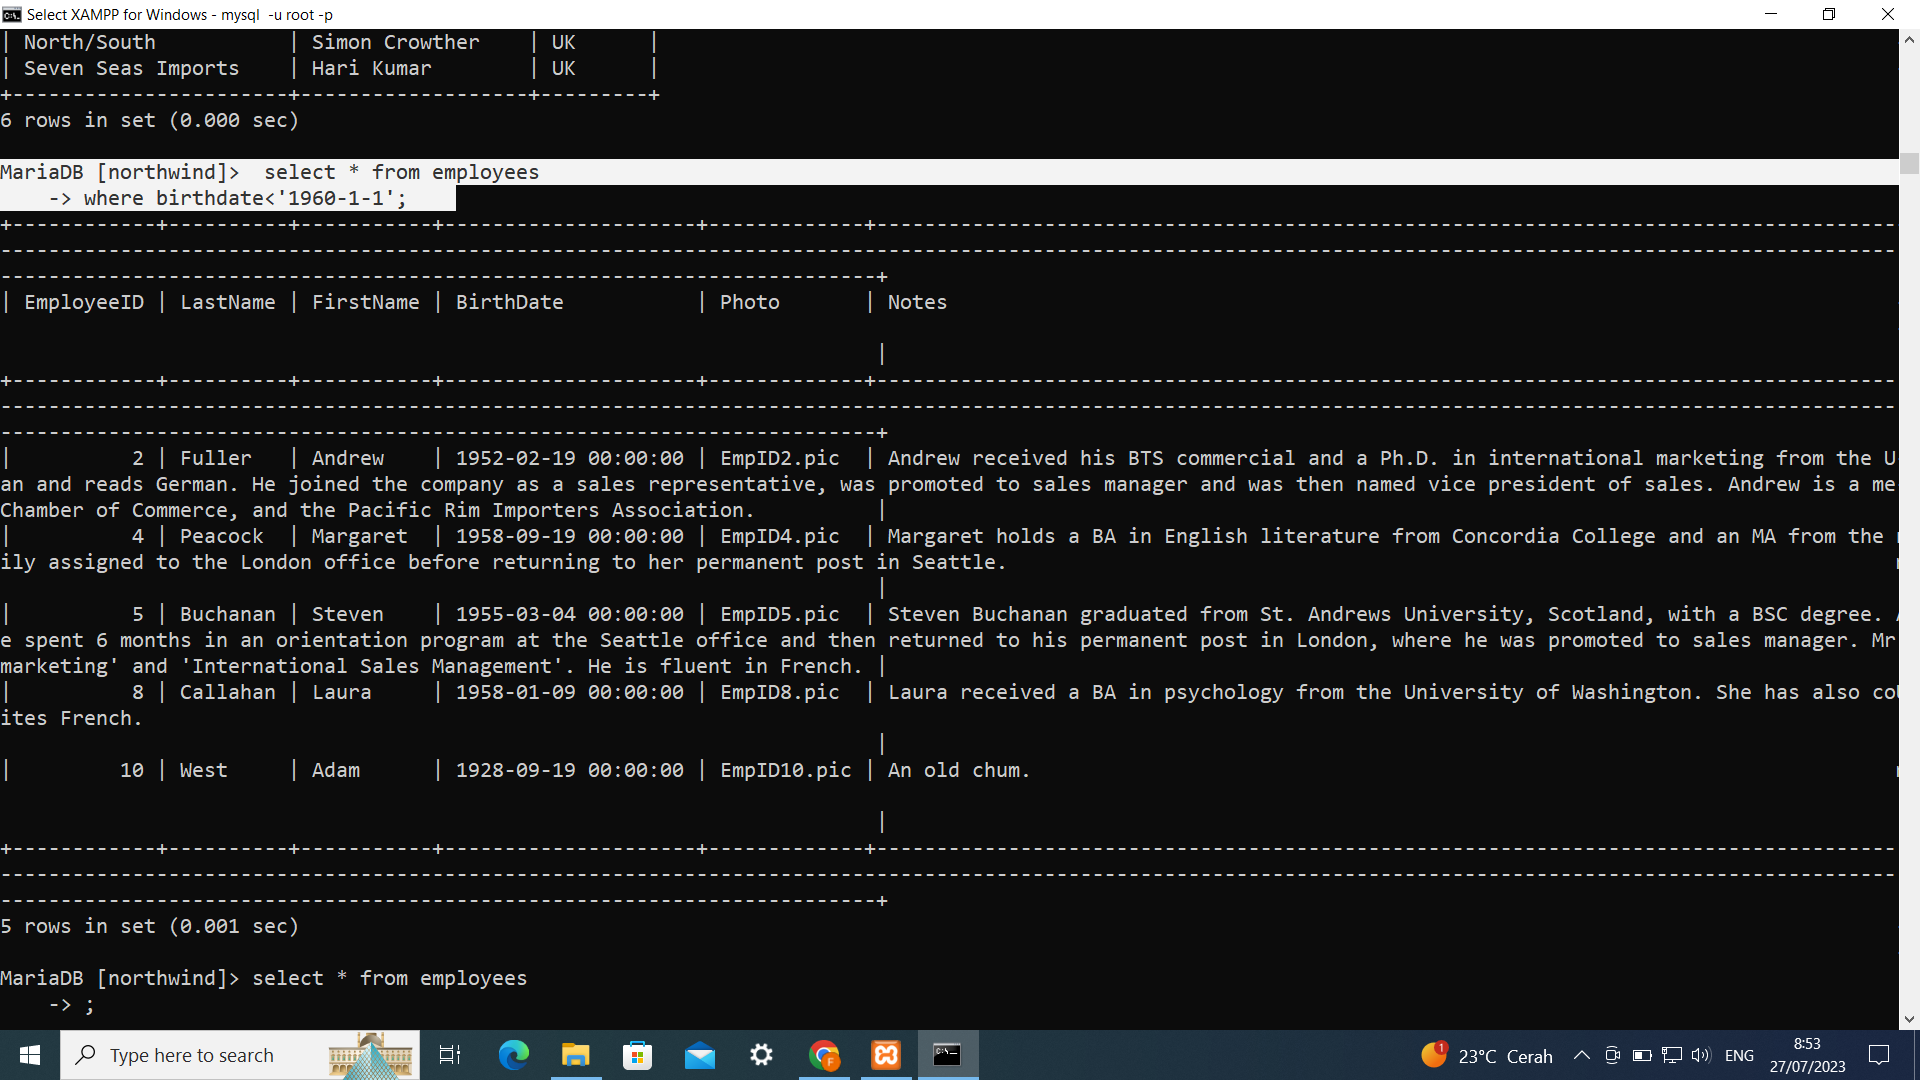 Select XAMPP for Windows - mysql  -u root -p
| North/South           | Simon Crowther    | UK      |
| Seven Seas Imports    | Hari Kumar        | UK      |
+-----------------------+-------------------+---------+
6 rows in set (0.000 sec)
MariaDB [northwind]>  select * from employees
    -> where birthdate<'1960-1-1';
| EmployeeID | LastName | FirstName | BirthDate           | Photo       | Notes
|
|          2 | Fuller   | Andrew    | 1952-02-19 00:00:00 | EmpID2.pic  | Andrew received his BTS commercial and a Ph.D. in international marketing from the U
an and reads German. He joined the company as a sales representative, was promoted to sales manager and was then named vice president of sales. Andrew is a me
Chamber of Commerce, and the Pacific Rim Importers Association.          |
|          4 | Peacock  | Margaret  | 1958-09-19 00:00:00 | EmpID4.pic  | Margaret holds a BA in English literature from Concordia College and an MA from the
ily assigned to the London office before returning to her permanent post in Seattle.
|
|          5 | Buchanan | Steven    | 1955-03-04 00:00:00 | EmpID5.pic  | Steven Buchanan graduated from St. Andrews University, Scotland, with a BSC degree.
e spent 6 months in an orientation program at the Seattle office and then returned to his permanent post in London, where he was promoted to sales manager. Mr
marketing' and 'International Sales Management'. He is fluent in French. |
|          8 | Callahan | Laura     | 1958-01-09 00:00:00 | EmpID8.pic  | Laura received a BA in psychology from the University of Washington. She has also co
ites French.
|
|         10 | West     | Adam      | 1928-09-19 00:00:00 | EmpID10.pic | An old chum.
|
5 rows in set (0.001 sec)
MariaDB [northwind]> select * from employees
    -> ;
Type here to search
1
23°C Cerah
ENG
8:53
27/07/2023